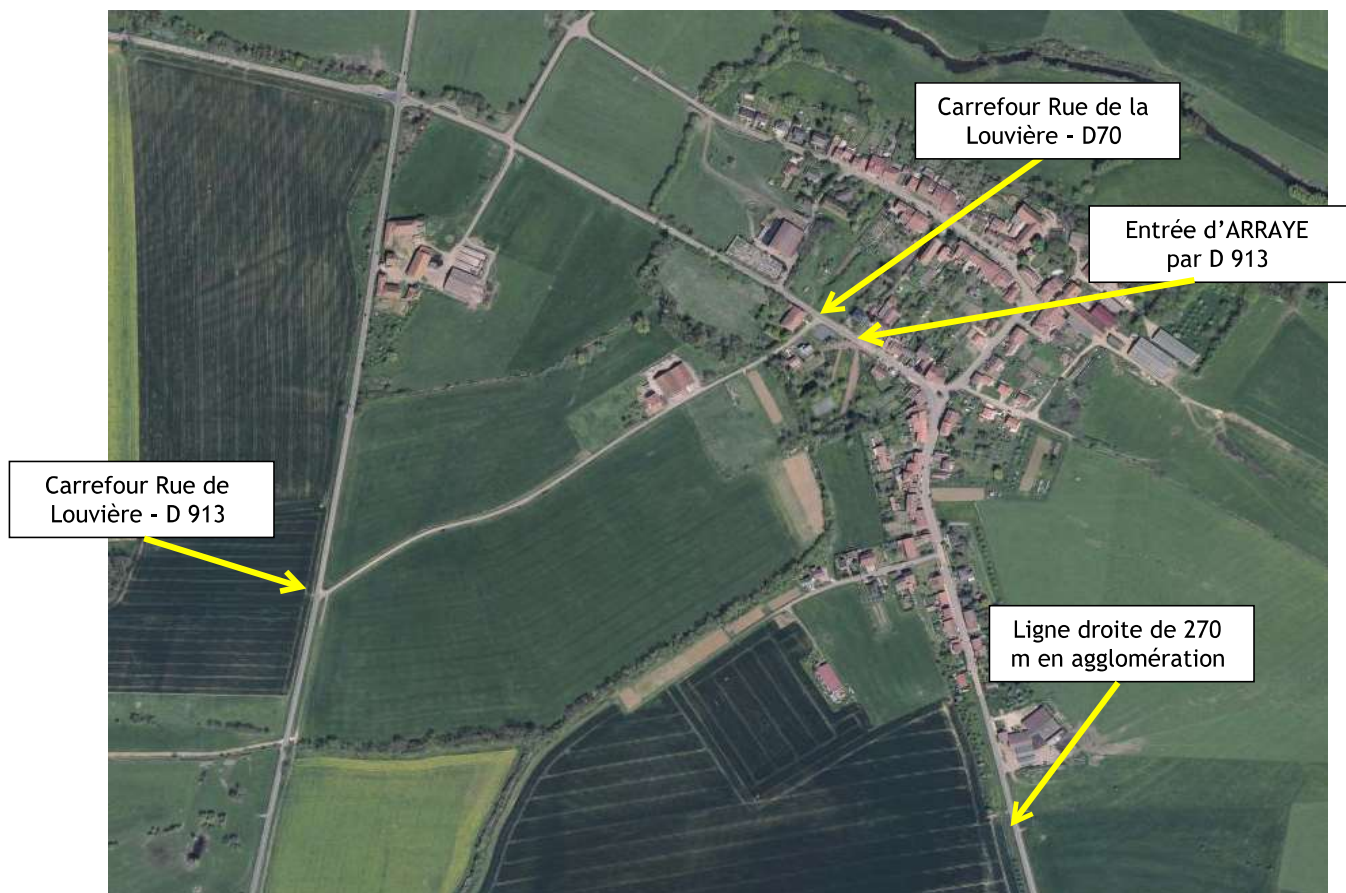 Carrefour Rue de la
Louvière - D70
Entrée d’ARRAYE
par D 913
Carrefour Rue de
Louvière - D 913
Ligne droite de 270
m en agglomération